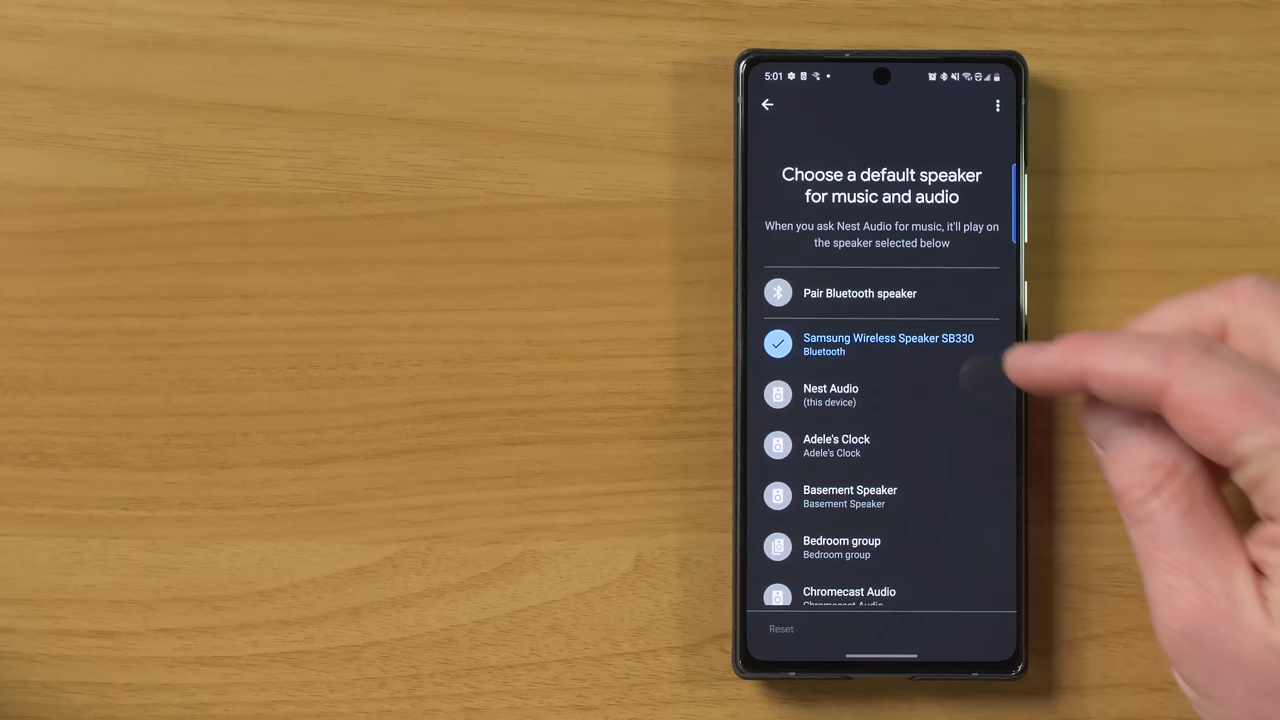 5:01
Choose a default speaker
for music and audio
When you ask Nest Audio for music, it'll play on
the speaker selected below
Pair Bluetooth speaker
Samsung Wireless Speaker SB330
Bluetooth
Nest Audio
(this device)
Adele's Clock
Adele's Clock
Basement Speaker
Basement Speaker
Bedroom group
Bedroom group
Chromecast Audio
Chromecast Audio
Reset